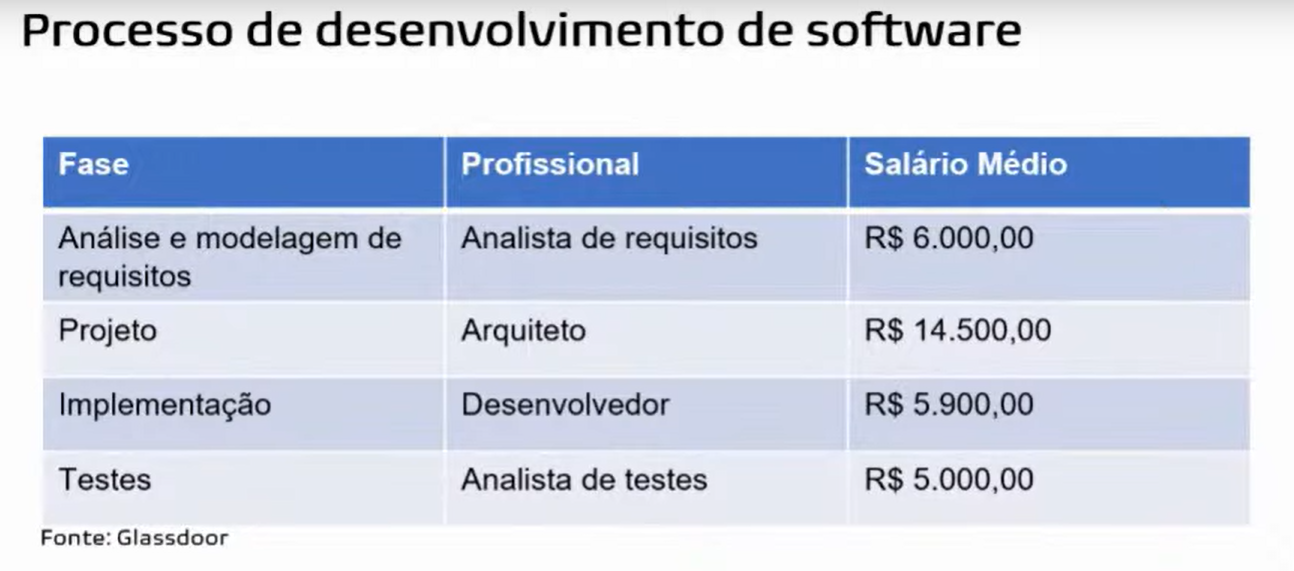 Processo de desenvolvimento de software
Fase Profissional Salário Médio
Análise e modelagem de requisitos Analista de requisitos R$ 6.000,00
Projeto Arquiteto R$ 14.500,00
Implementação Desenvolvedor R$ 5.900,00
Testes Analista de testes R$ 5.000,00
Fonte: Glassdoor